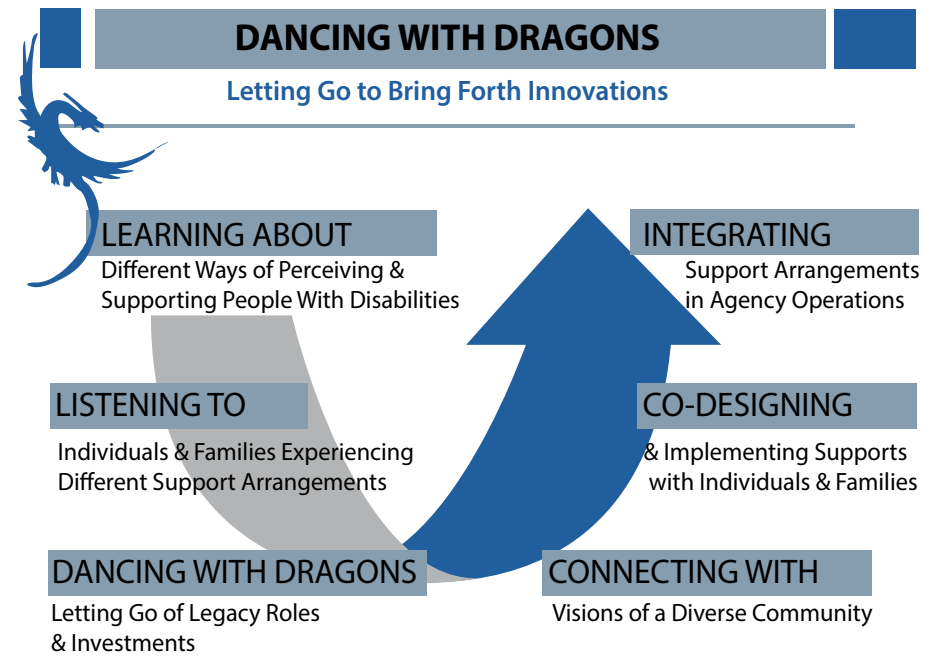 DANCING WITH DRAGONS
Letting Go to Bring Forth Innovations
LEARNING ABOUT
Different Ways of Perceiving &
Supporting People With Disabilities
LISTENING TO
Individuals & Families Experiencing
Different Support Arrangements
DANCING WITH DRAGONS
Letting Go of Legacy Roles
& Investments
CONNECTING WITH
Visions of a Diverse Community
CO-DESIGNING
& Implementing Supports
with Individuals & Families
INTEGRATING
Support Arrangements
in Agency Operations